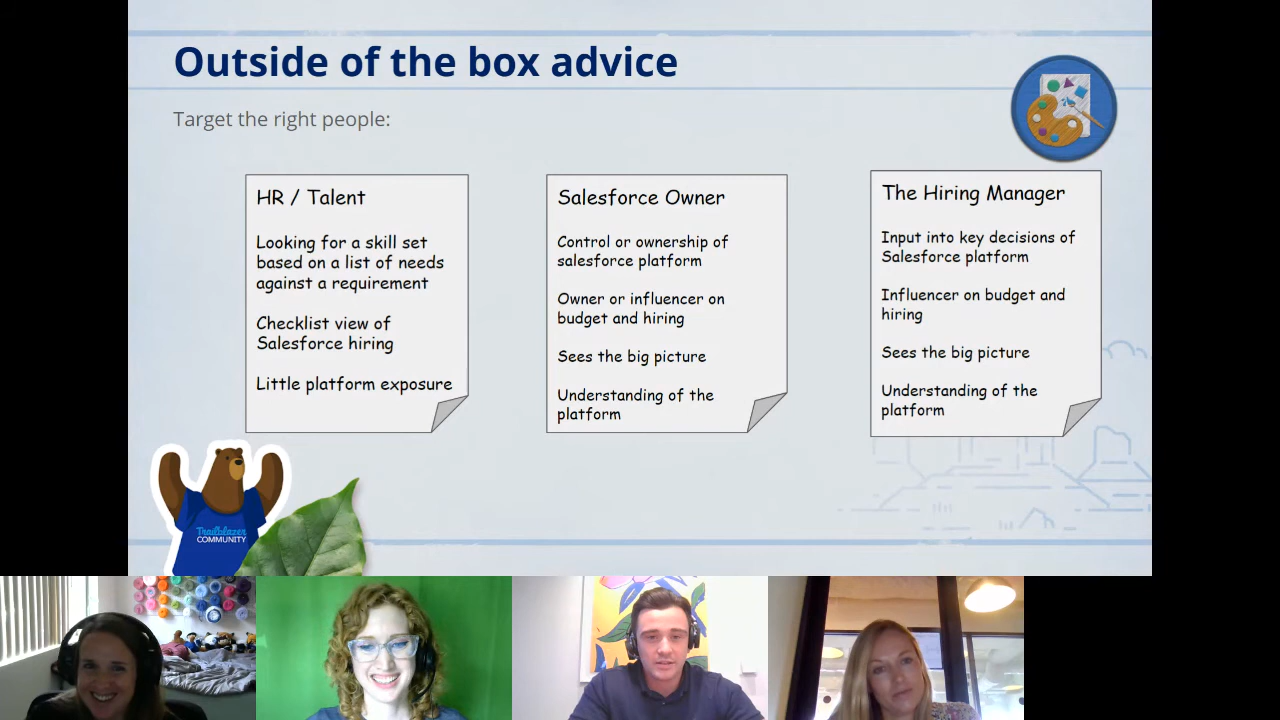 Outside of the box advice
Target the right people:
HR / Talent
Looking for a skill set
based on a list of needs
against a requirement
Checklist view of
Salesforce hiring
Little platform exposure
Salesforce Owner
Control or ownership of
salesforce platform
Owner or influencer on
budget and hiring
Sees the big picture
Understanding of the
platform
The Hiring Manager
Input into key decisions of
Salesforce platform
Influencer on budget and
hiring
Sees the big picture
Understanding of the
platform
Trailblazer
COMMUNITY